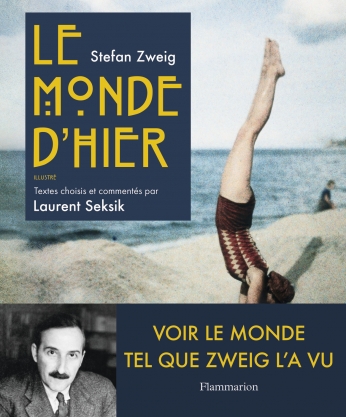 LE
Stefan Zweig
MONDE
D'HIER
ILLUSTRÉ
Textes choisis et commentés par
Laurent Seksik
VOIR LE MONDE
TEL QUE ZWEIG L'A VU
Flammarion